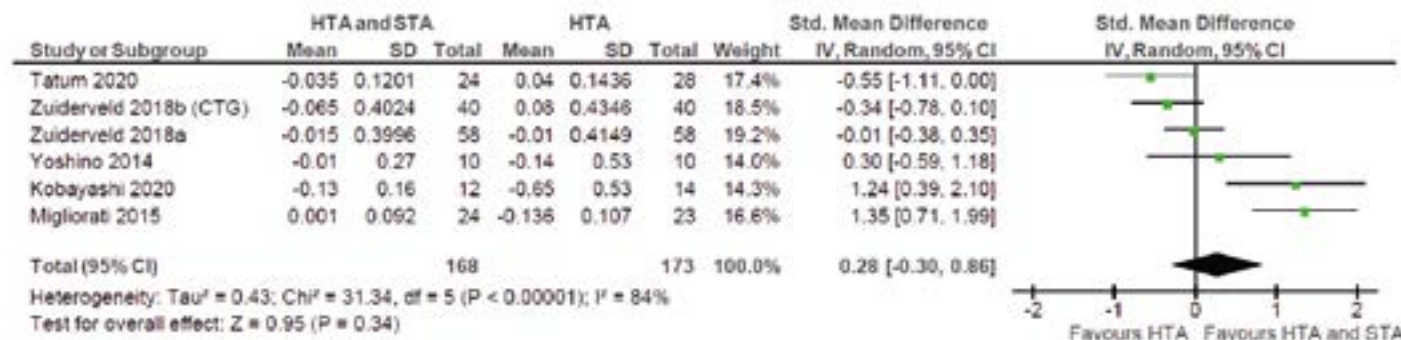 HTA and STA HTA Std. Mean Difference Std. Mean Difference
Study or Subgroup Mean SD Total Mean SD Total Weight IV, Random, 95% CI IV, Random, 95% CI
Tatum 2020 -0.035 0.1201 24 0.04 0.1436 28 17.4% -0.55 [-1.11, 0.00]
Zuiderveld 2018b (CTG) -0.065 0.4024 40 0.08 0.4346 40 18.5% -0.34 [-0.78, 0.10]
Zuiderveld 2018a -0.015 0.3996 58 -0.01 0.4149 58 19.2% -0.01 [-0.38, 0.35]
Yoshino 2014 -0.01 0.27 10 -0.14 0.53 10 14.0% 0.30 [-0.59, 1.18]
Kobayashi 2020 -0.13 0.16 12 -0.65 0.53 14 14.3% 1.24 [0.39, 2.10]
Migliorati 2015 0.001 0.092 24 -0.136 0.107 23 16.6% 1.35 [0.71, 1.99]
Total (95% CI) 168 173 100.0% 0.28 [-0.30, 0.86]
Heterogeneity: Tau² = 0.43; Chi² = 31.34, df = 5 (P < 0.00001); I² = 84%
Test for overall effect: Z = 0.95 (P = 0.34)
-2 -1 0 1 2
Favours HTA Favours HTA and STA